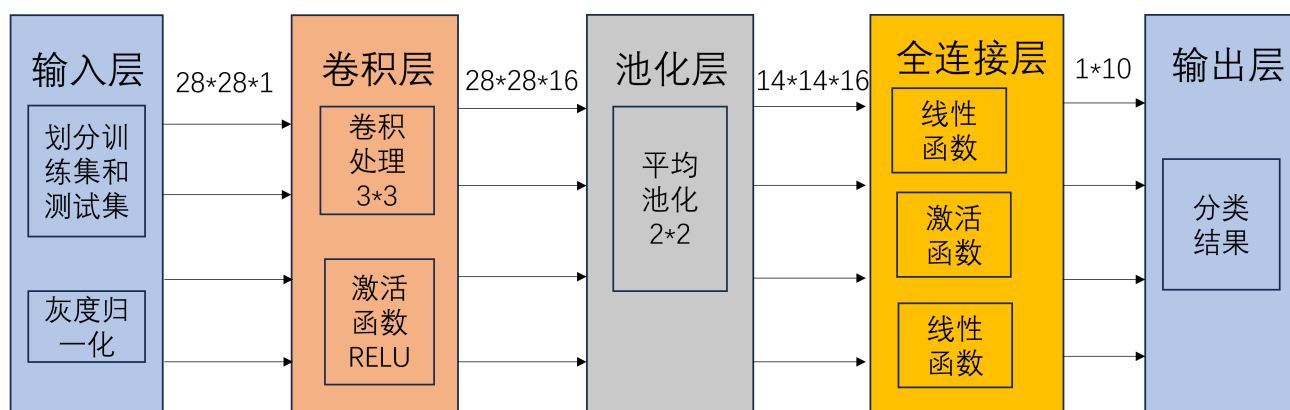 输入层
划分训
练集和
测试集
灰度归
一化
28*28*1
卷积层
卷积
处理
3*3
激活
函数
RELU
28*28*16
池化层
平均
池化
2*2
14*14*16
全连接层
线性
函数
激活
函数
线性
函数
1*10
输出层
分类
结果